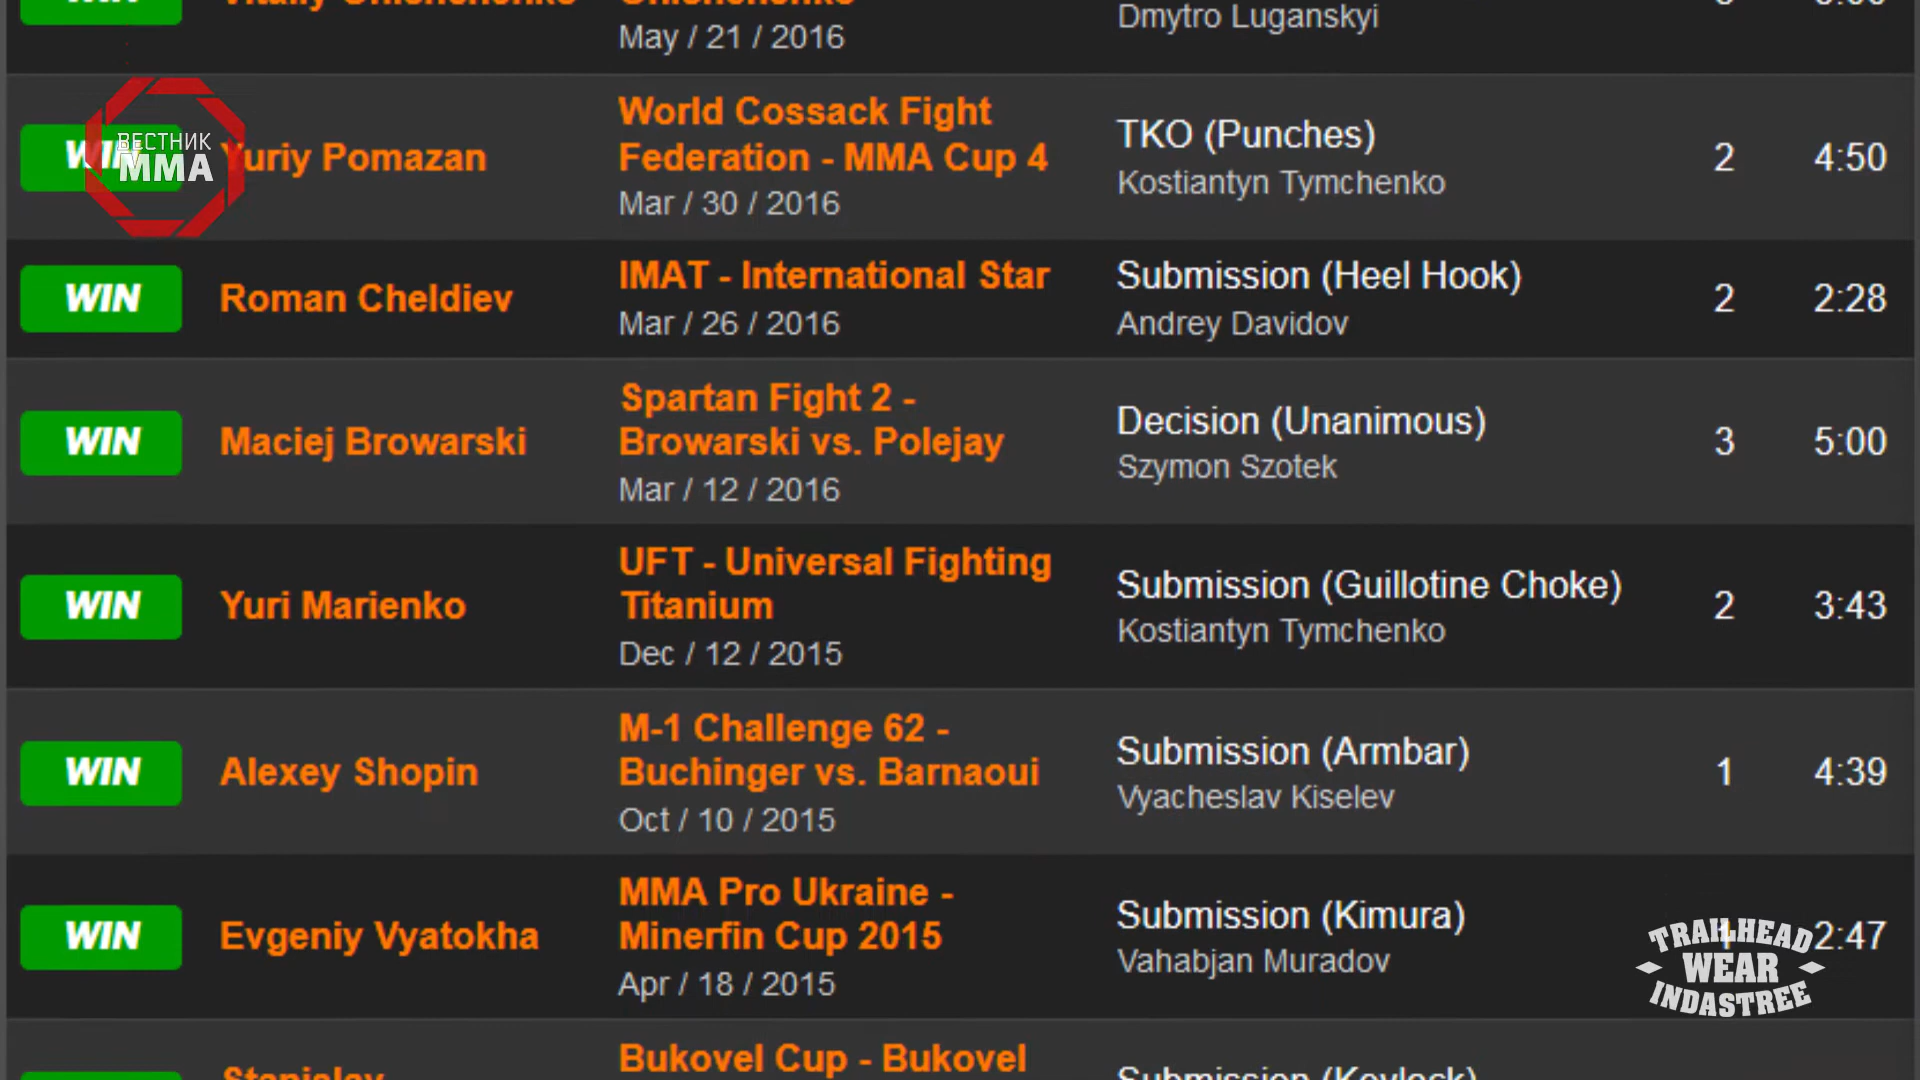 May / 21 / 2016
Dmytro Luganskyi
WIN
ВЕСТНИК
MMA
Yuriy Pomazan
World Cossack Fight
Federation - MMA Cup 4
Mar / 30 / 2016
TKO (Punches)
Kostiantyn Tymchenko
2
4:50
WIN
Roman Cheldiev
IMAT - International Star
Mar / 26 / 2016
Submission (Heel Hook)
Andrey Davidov
2
2:28
WIN
Maciej Browarski
Spartan Fight 2 -
Browarski vs. Polejay
Mar / 12 / 2016
Decision (Unanimous)
Szymon Szotek
3
5:00
WIN
Yuri Marienko
UFT - Universal Fighting
Titanium
Dec / 12 / 2015
Submission (Guillotine Choke)
Kostiantyn Tymchenko
2
3:43
WIN
Alexey Shopin
M-1 Challenge 62 -
Buchinger vs. Barnaoui
Oct / 10 / 2015
Submission (Armbar)
Vyacheslav Kiselev
1
4:39
WIN
Evgeniy Vyatokha
MMA Pro Ukraine -
Minerfin Cup 2015
Apr / 18 / 2015
Submission (Kimura)
Vahabjan Muradov
1
2:47
TRAILHEAD
WEAR
INDASTREE
Stanislav
Bukovel Cup - Bukovel
Submission (Keylock)